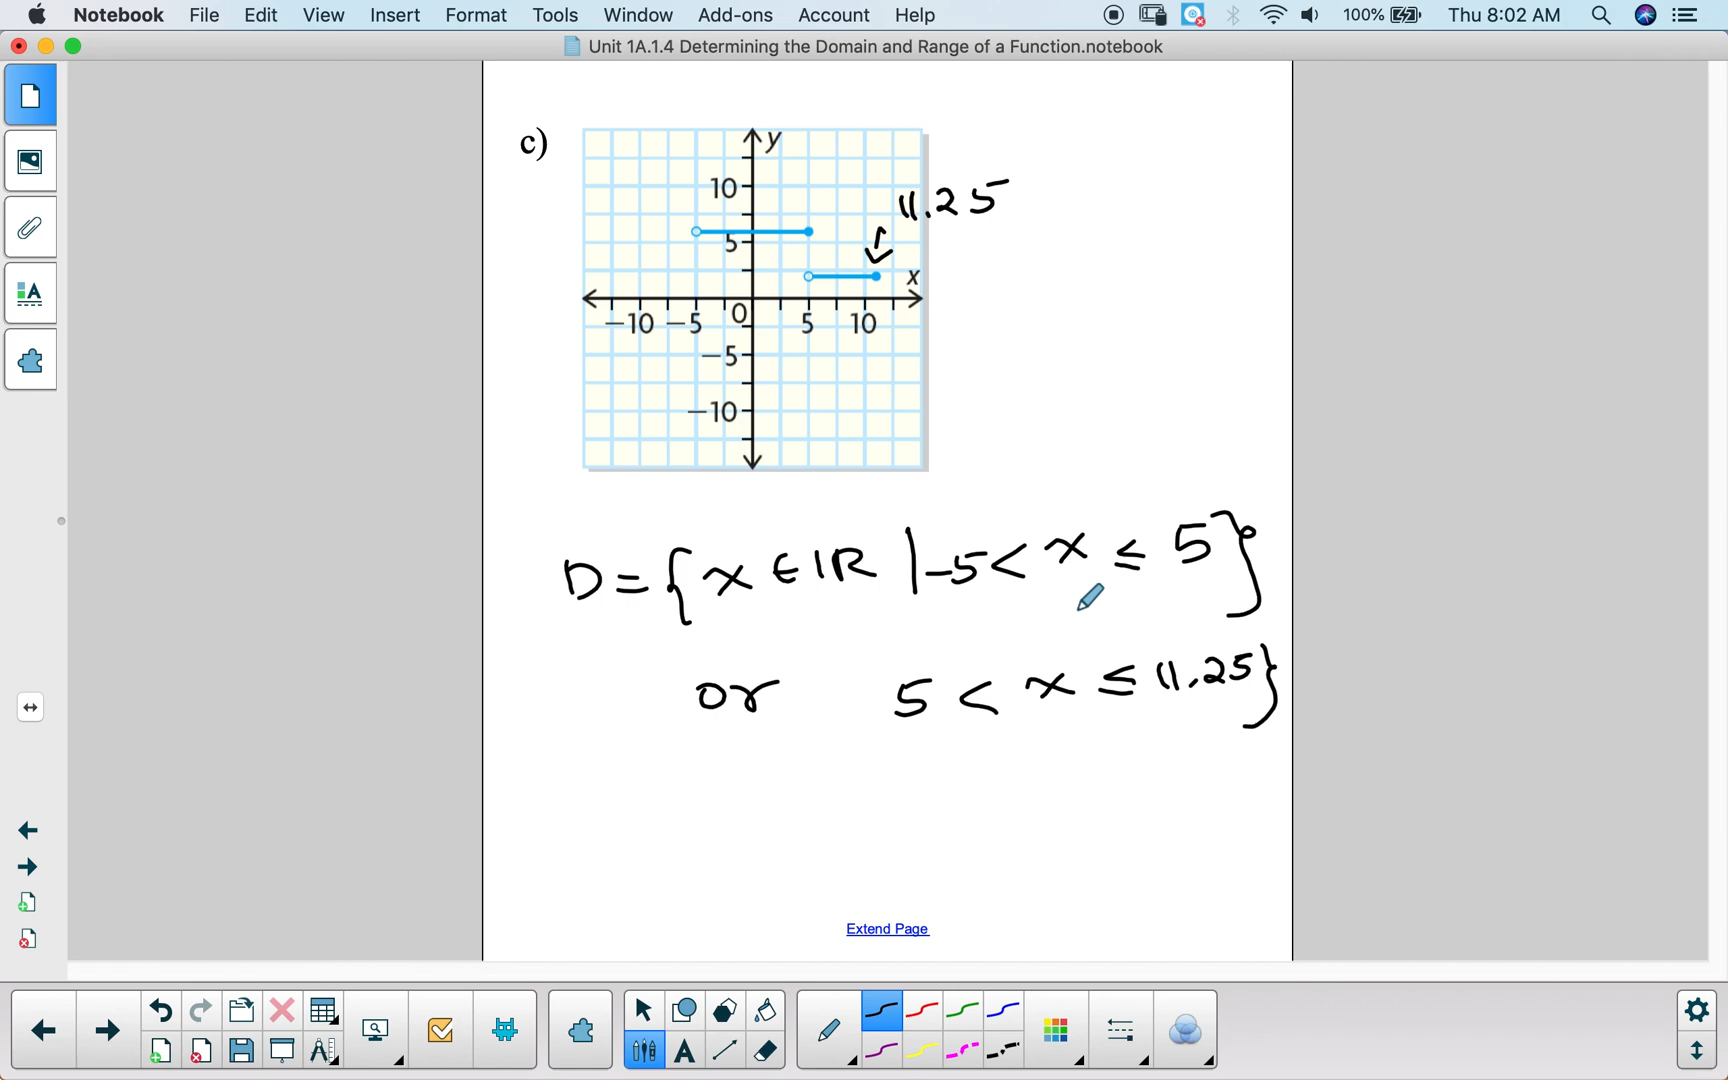 Notebook File Edit View Insert Format Tools Window Add-ons Account Help 100% Thu 8:02 AM
Unit 1A.1.4 Determining the Domain and Range of a Function.notebook
c)
y
10
11.25
5
x
-10 -5 0 5 10
-5
-10
D = { x ∈ ℝ | -5 < x ≤ 5 }
or 5 < x ≤ 11.25 }
Extend Page
A
A